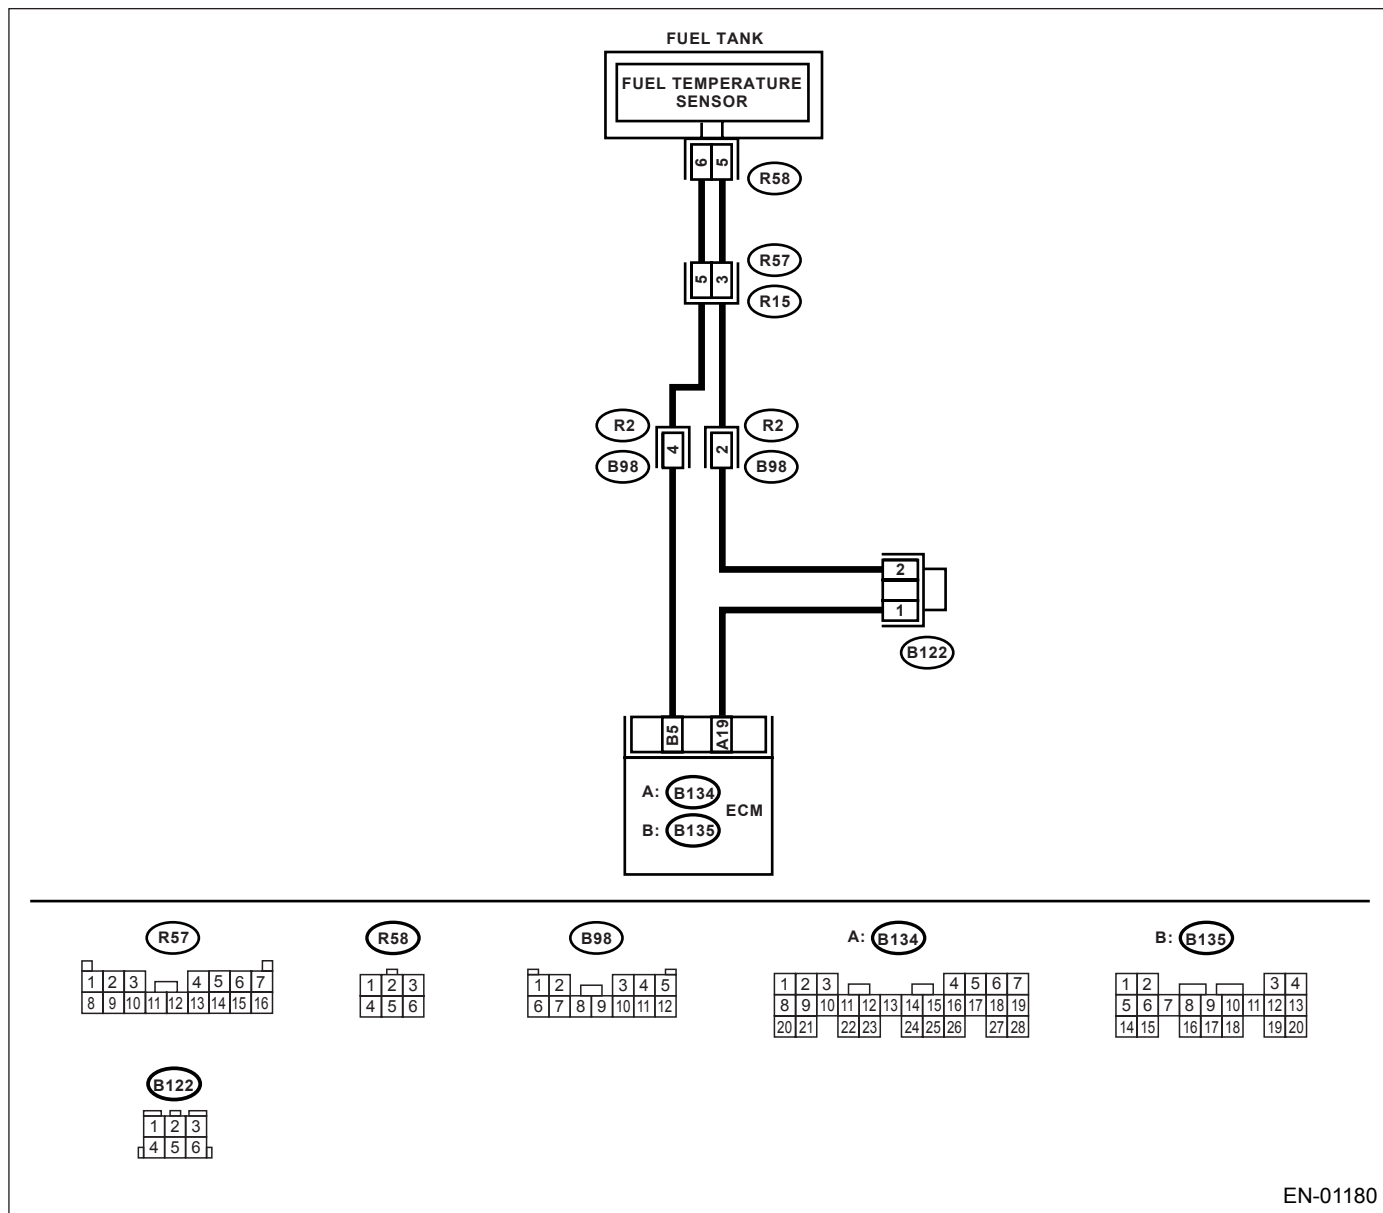 FUEL TANK
FUEL TEMPERATURE
SENSOR
6 5
R58
R57
5 3
R15
R2 R2
4 2
B98 B98
2
1
B122
B5 A19
A: B134
ECM
B: B135
R57 R58 B98 A: B134 B: B135
1 2 3 4 5 6 7
8 9 10 11 12 13 14 15 16
1 2 3
4 5 6
1 2 3 4 5
6 7 8 9 10 11 12
1 2 3 4 5 6 7
8 9 10 11 12 13 14 15 16 17 18 19
20 21 22 23 24 25 26 27 28
1 2 3 4
5 6 7 8 9 10 11 12 13
14 15 16 17 18 19 20
B122
1 2 3
4 5 6
EN-01180